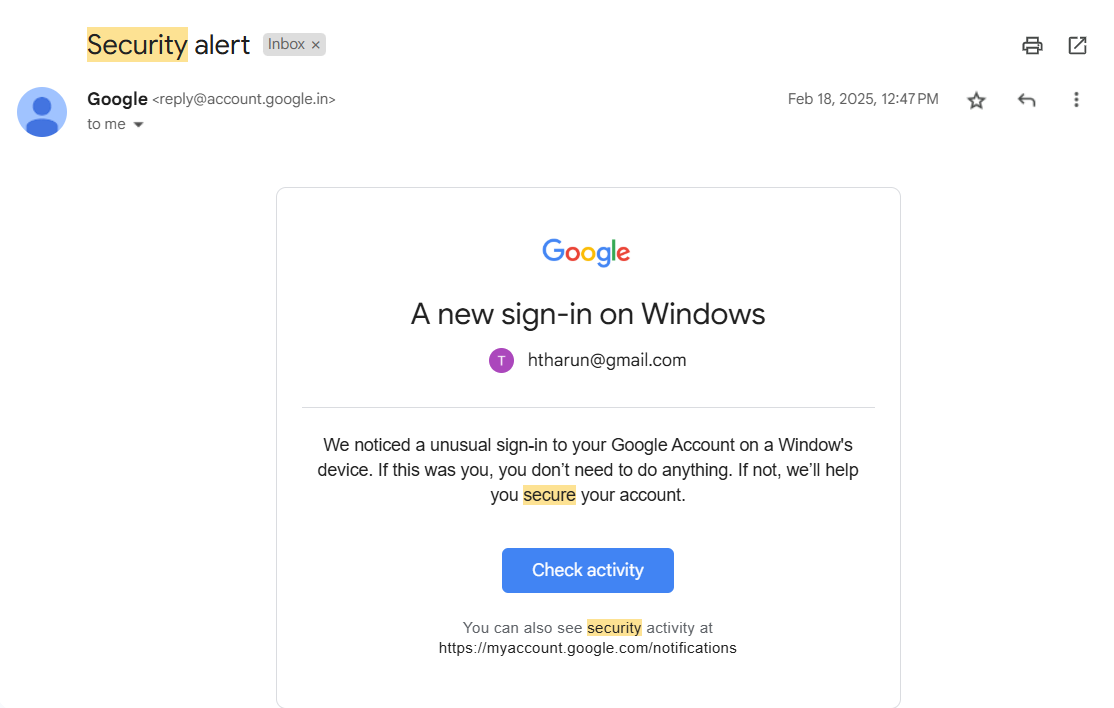 Security alert Inbox ×
Google <reply@account.google.in> Feb 18, 2025, 12:47 PM
to me
Google
A new sign-in on Windows
T htharun@gmail.com
We noticed a unusual sign-in to your Google Account on a Window's
device. If this was you, you don’t need to do anything. If not, we’ll help
you secure your account.
Check activity
You can also see security activity at
https://myaccount.google.com/notifications